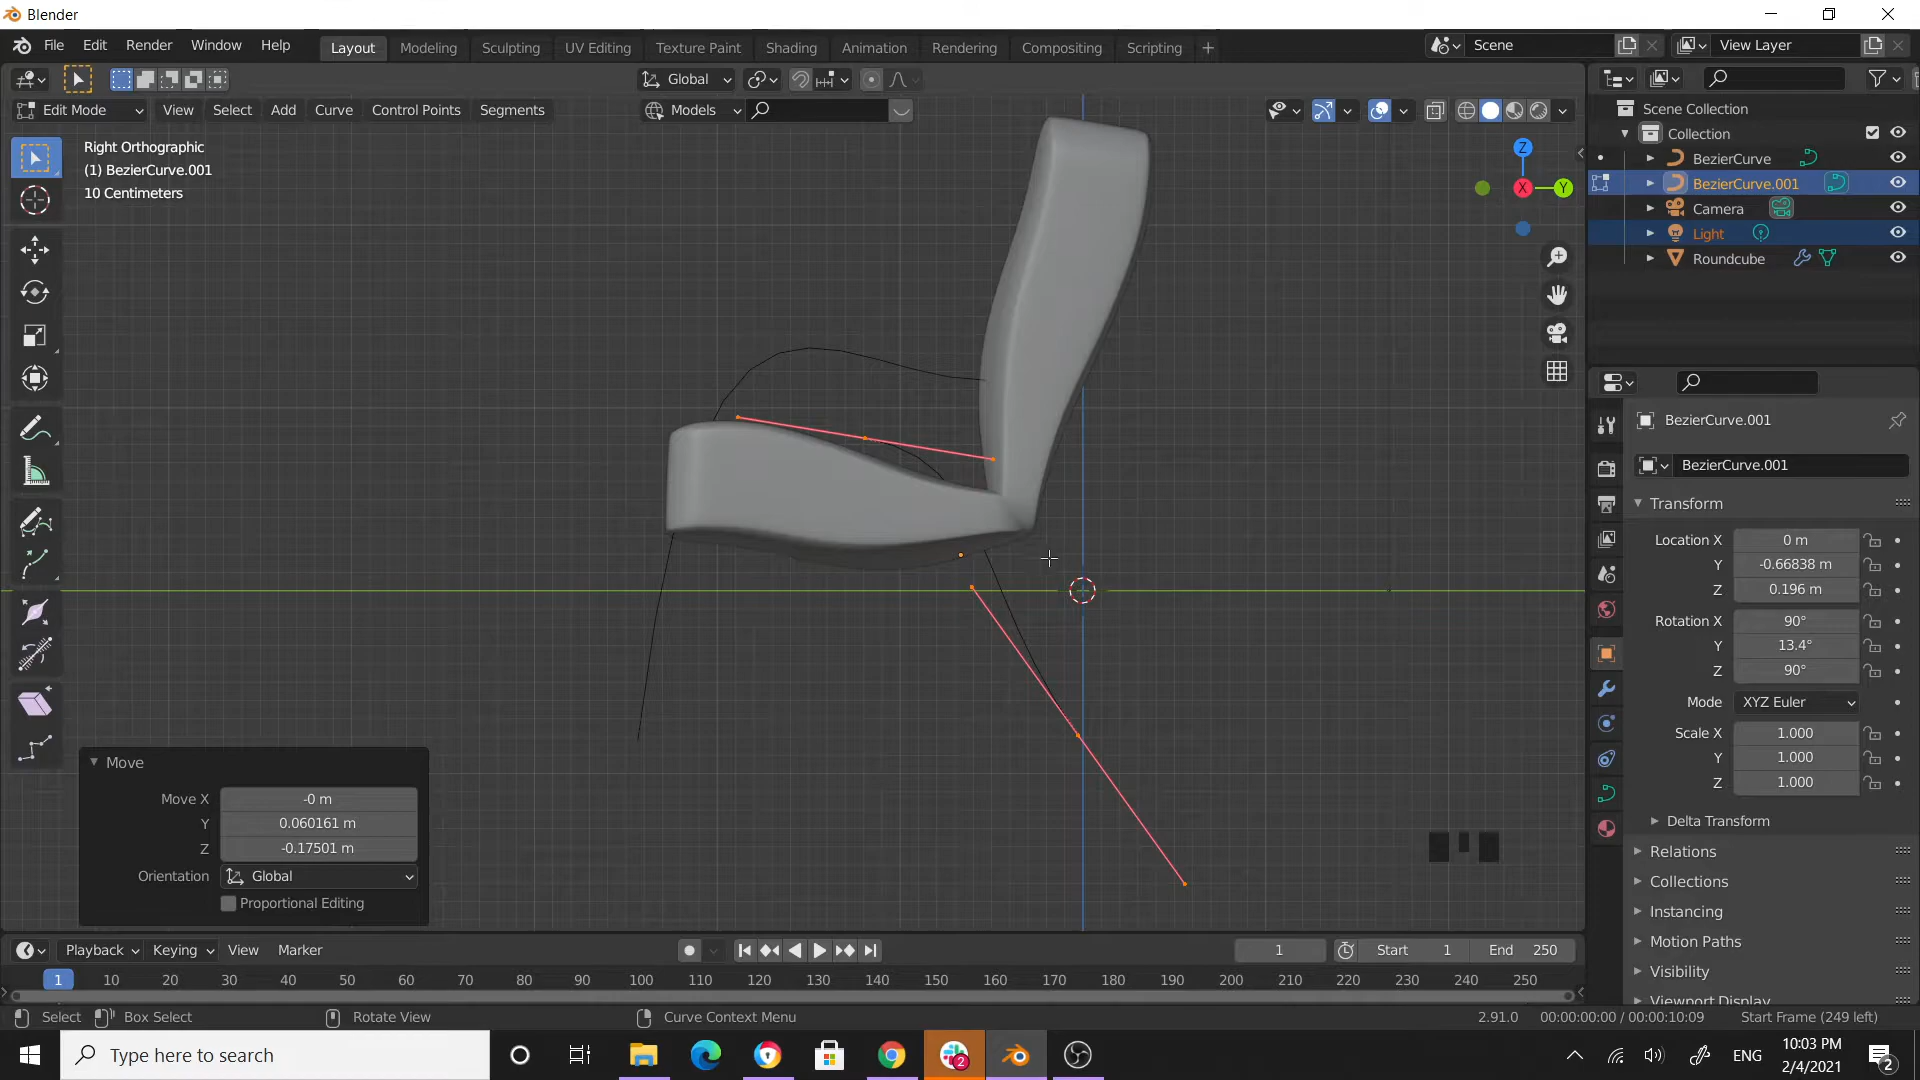 Blender
File Edit Render Window Help Layout Modeling Sculpting UV Editing Texture Paint Shading Animation Rendering Compositing Scripting + Scene View Layer
Global
Edit Mode View Select Add Curve Control Points Segments Models
Right Orthographic
(1) BezierCurve.001
10 Centimeters
Z
X
Y
Scene Collection
Collection
BezierCurve
BezierCurve.001
Camera
Light
Roundcube
BezierCurve.001
BezierCurve.001
Transform
Location X 0 m
Y -0.66838 m
Z 0.196 m
Rotation X 90°
Y 13.4°
Z 90°
Mode XYZ Euler
Scale X 1.000
Y 1.000
Z 1.000
Delta Transform
Relations
Collections
Instancing
Motion Paths
Visibility
Viewport Display
Move
Move X -0 m
Y 0.060161 m
Z -0.17501 m
Orientation Global
Proportional Editing
Playback Keying View Marker 1 Start 1 End 250
1 10 20 30 40 50 60 70 80 90 100 110 120 130 140 150 160 170 180 190 200 210 220 230 240 250
Select Box Select Rotate View Curve Context Menu 2.91.0 00:00:00:00 / 00:00:10:09 Start Frame (249 left)
Type here to search 2 ENG 10:03 PM
2/4/2021 2